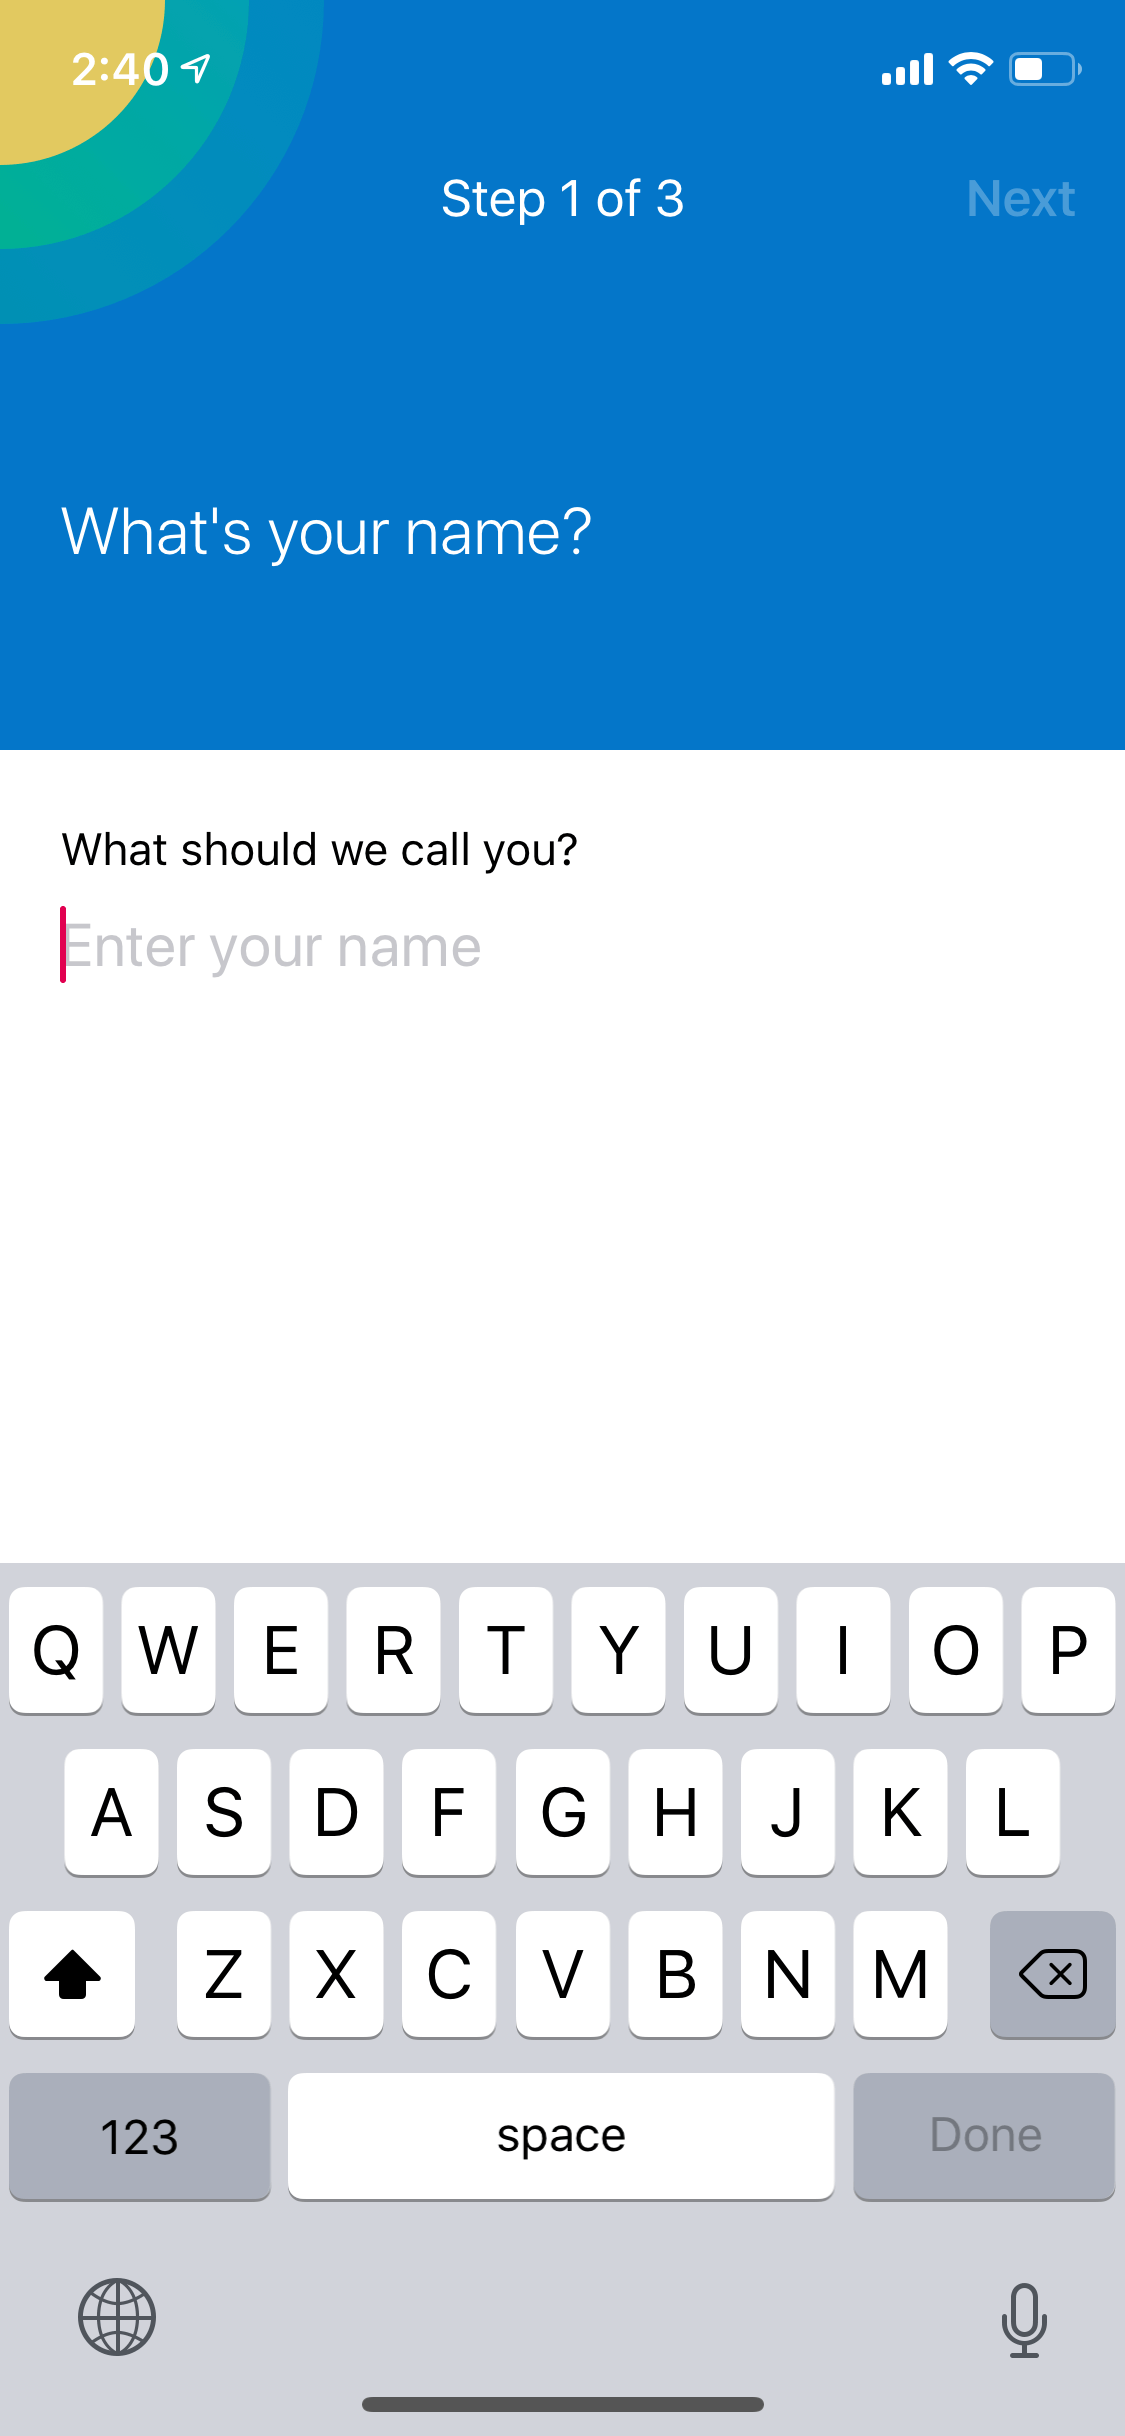 2:40
Step 1 of 3
Next
What's your name?
What should we call you?
Enter your name
Q W E R T Y U I O P
A S D F G H J K L
Z X C V B N M
123 space Done